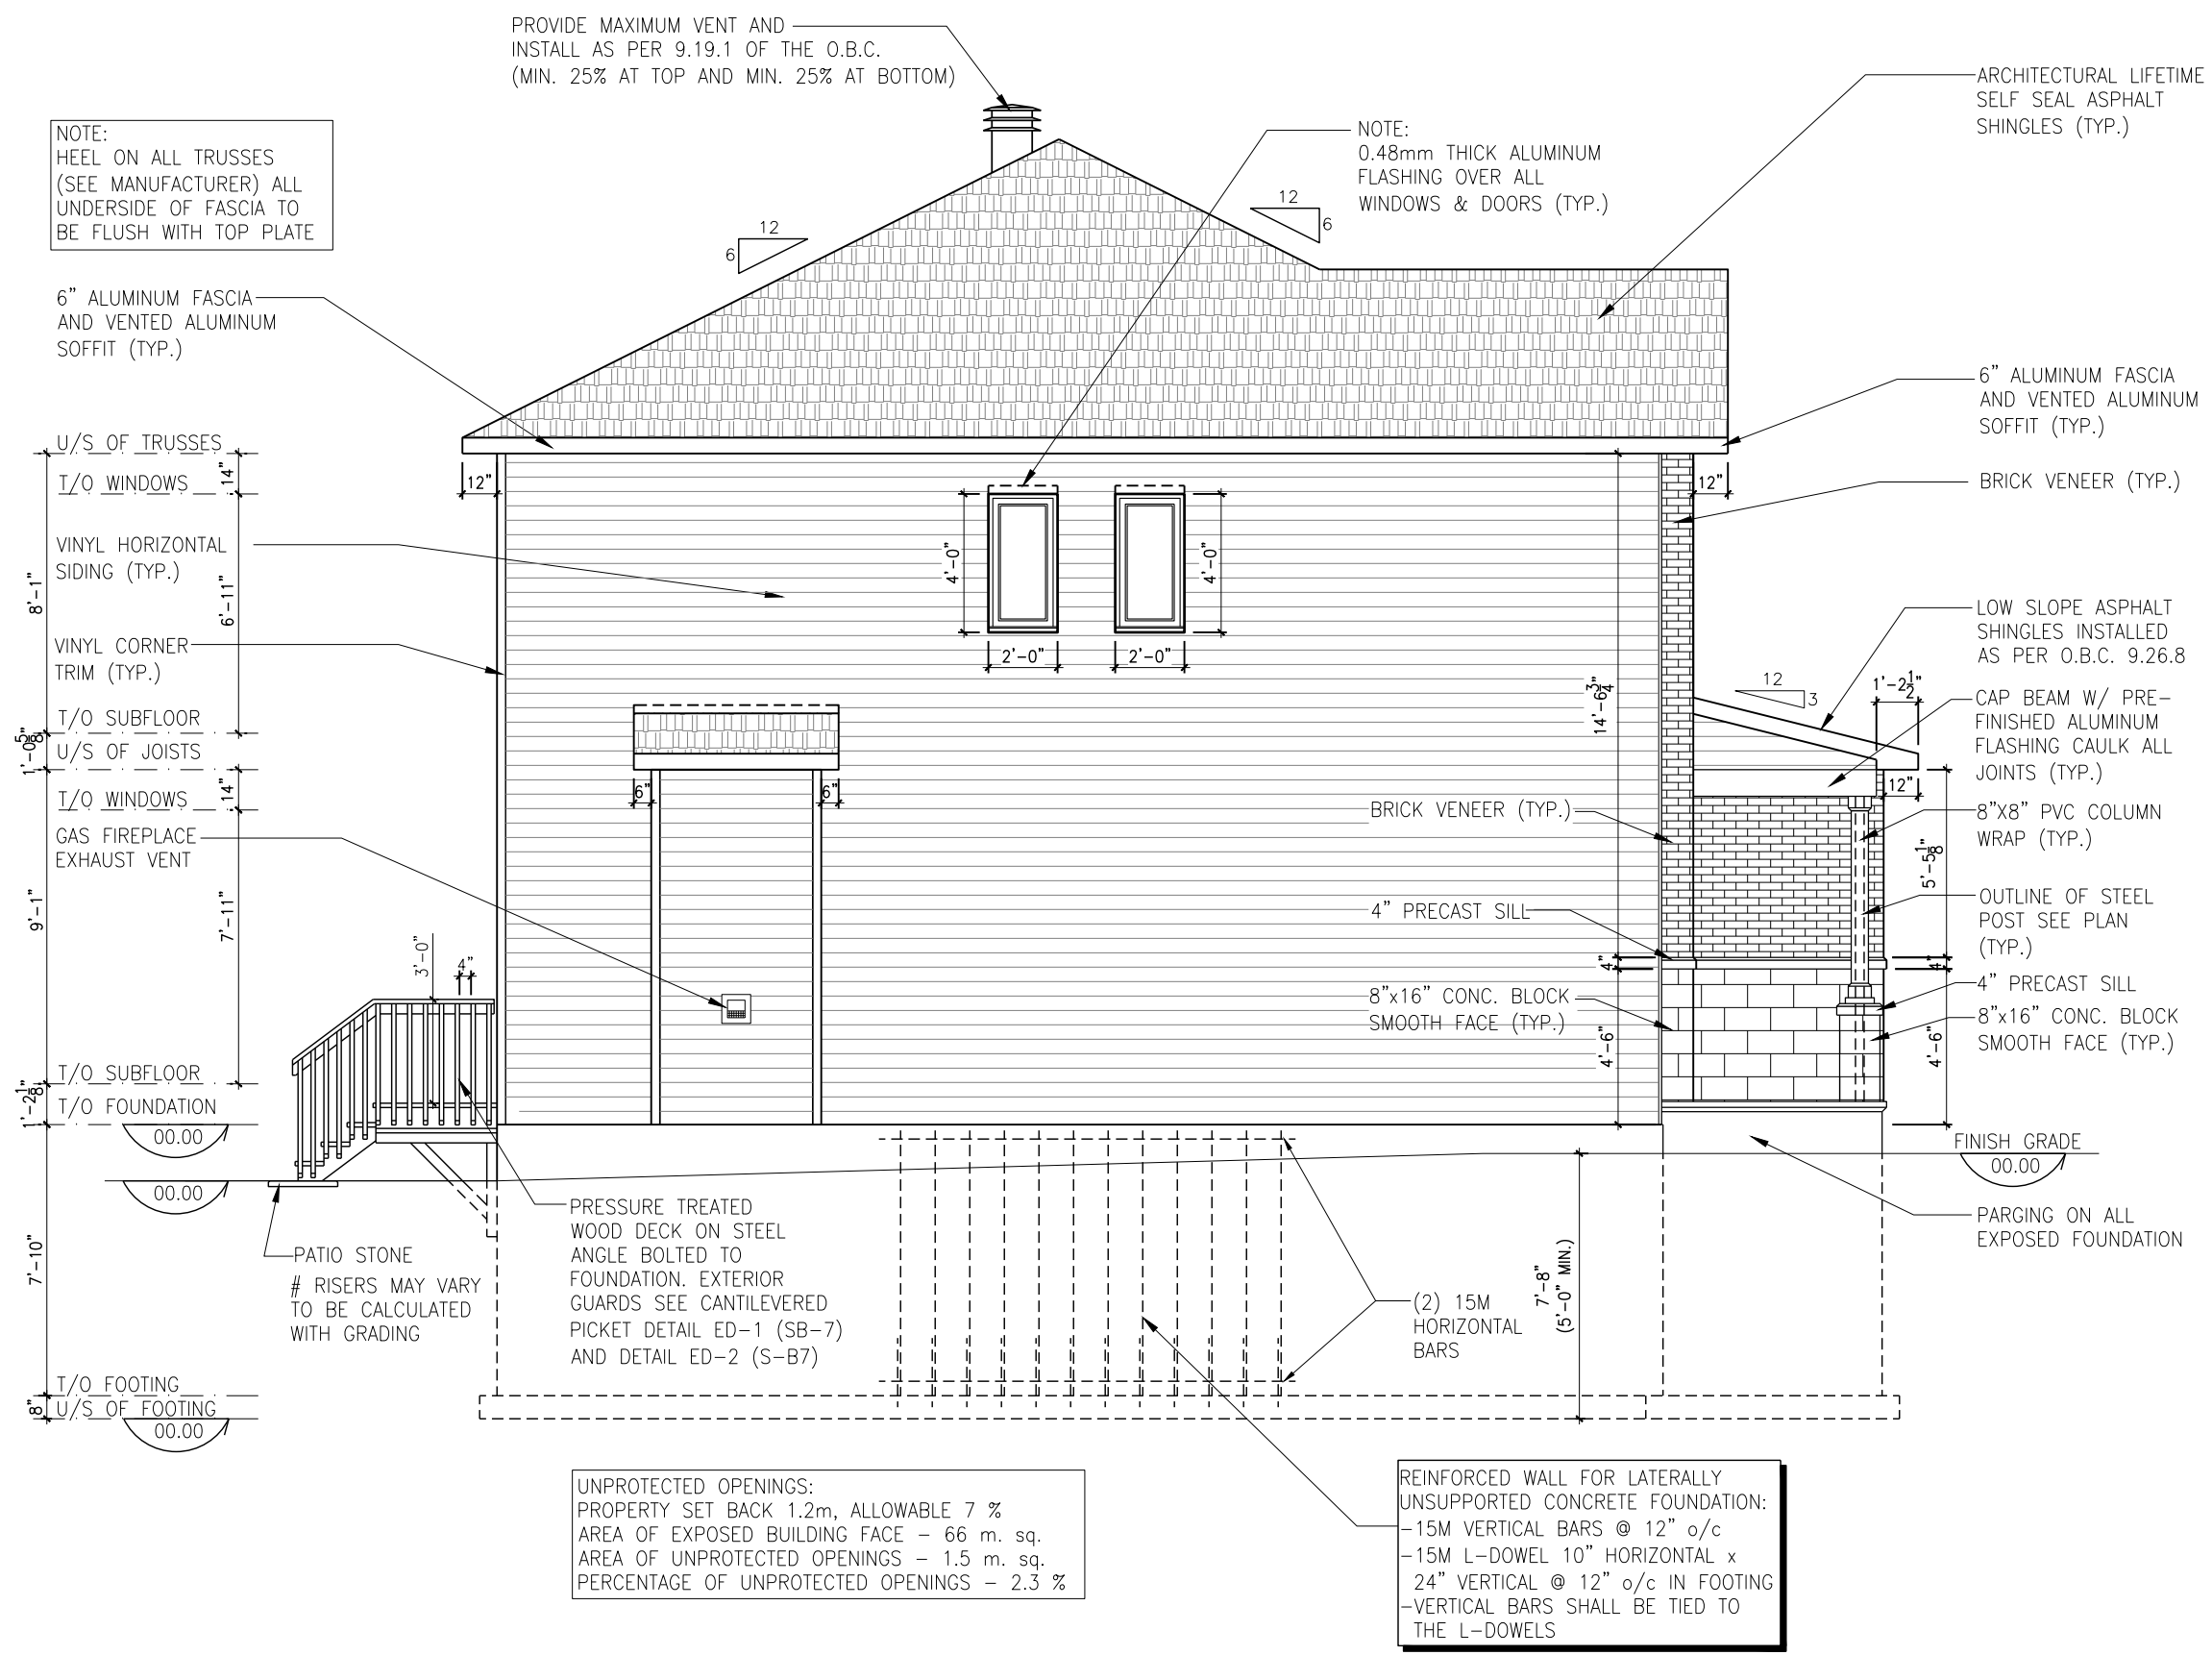 PROVIDE MAXIMUM VENT AND
INSTALL AS PER 9.19.1 OF THE O.B.C.
(MIN. 25% AT TOP AND MIN. 25% AT BOTTOM)
ARCHITECTURAL LIFETIME
SELF SEAL ASPHALT
SHINGLES (TYP.)
NOTE:
HEEL ON ALL TRUSSES
(SEE MANUFACTURER) ALL
UNDERSIDE OF FASCIA TO
BE FLUSH WITH TOP PLATE
NOTE:
0.48mm THICK ALUMINUM
FLASHING OVER ALL
WINDOWS & DOORS (TYP.)
12
6
12
6
6” ALUMINUM FASCIA
AND VENTED ALUMINUM
SOFFIT (TYP.)
6” ALUMINUM FASCIA
AND VENTED ALUMINUM
SOFFIT (TYP.)
U/S OF TRUSSES
14”
T/O WINDOWS
12”
12”
BRICK VENEER (TYP.)
VINYL HORIZONTAL
SIDING (TYP.)
8'-1"
6'-11"
4'-0"
4'-0"
2'-0"
2'-0"
VINYL CORNER
TRIM (TYP.)
LOW SLOPE ASPHALT
SHINGLES INSTALLED
AS PER O.B.C. 9.26.8
12
3
1'-2 1/2"
14'-6 3/4"
CAP BEAM W/ PRE-
FINISHED ALUMINUM
FLASHING CAULK ALL
JOINTS (TYP.)
T/O SUBFLOOR
1'-0 5/8"
U/S OF JOISTS
14”
T/O WINDOWS
6”
6”
12”
GAS FIREPLACE
EXHAUST VENT
BRICK VENEER (TYP.)
8”X8” PVC COLUMN
WRAP (TYP.)
5'-5 1/8"
9'-1"
7'-11"
4” PRECAST SILL
OUTLINE OF STEEL
POST SEE PLAN
(TYP.)
3'-0"
4”
4”
4”
4” PRECAST SILL
8”x16” CONC. BLOCK
SMOOTH FACE (TYP.)
8”x16” CONC. BLOCK
SMOOTH FACE (TYP.)
4'-6"
4'-6"
T/O SUBFLOOR
1'-2 1/8"
T/O FOUNDATION
00.00
FINISH GRADE
00.00
00.00
PATIO STONE
# RISERS MAY VARY
TO BE CALCULATED
WITH GRADING
PRESSURE TREATED
WOOD DECK ON STEEL
ANGLE BOLTED TO
FOUNDATION. EXTERIOR
GUARDS SEE CANTILEVERED
PICKET DETAIL ED-1 (SB-7)
AND DETAIL ED-2 (S-B7)
PARGING ON ALL
EXPOSED FOUNDATION
7'-10"
(2) 15M
HORIZONTAL
BARS
7'-8"
(5'-0" MIN.)
T/O FOOTING
8”
U/S OF FOOTING
00.00
UNPROTECTED OPENINGS:
PROPERTY SET BACK 1.2m, ALLOWABLE 7 %
AREA OF EXPOSED BUILDING FACE - 66 m. sq.
AREA OF UNPROTECTED OPENINGS - 1.5 m. sq.
PERCENTAGE OF UNPROTECTED OPENINGS - 2.3 %
REINFORCED WALL FOR LATERALLY
UNSUPPORTED CONCRETE FOUNDATION:
-15M VERTICAL BARS @ 12” o/c
-15M L-DOWEL 10” HORIZONTAL x
24” VERTICAL @ 12” o/c IN FOOTING
-VERTICAL BARS SHALL BE TIED TO
THE L-DOWELS